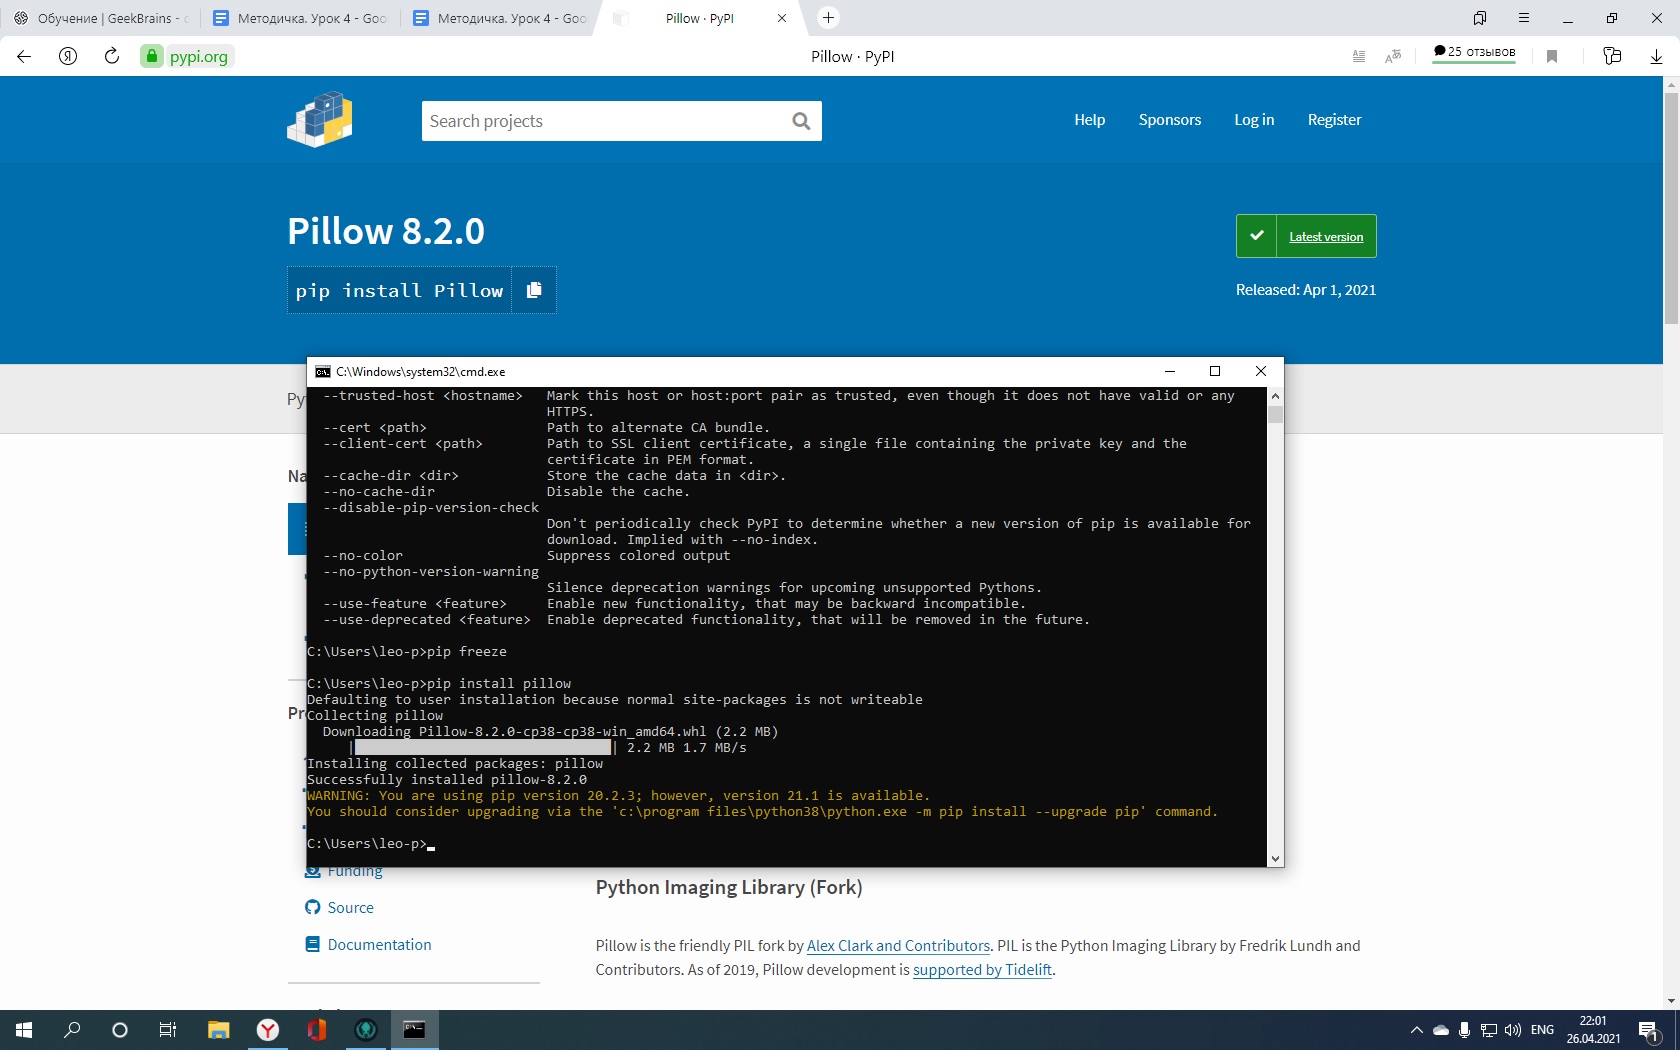 Обучение | GeekBrains -
Методичка. Урок 4 - Goo
Методичка. Урок 4 - Goo
Pillow · PyPI
pypi.org
Pillow · PyPI
25 отзывов
Search projects
Help
Sponsors
Log in
Register
Pillow 8.2.0
Latest version
pip install Pillow
Released: Apr 1, 2021
C:\Windows\system32\cmd.exe
--trusted-host <hostname>   Mark this host or host:port pair as trusted, even though it does not have valid or any
HTTPS.
--cert <path>               Path to alternate CA bundle.
--client-cert <path>        Path to SSL client certificate, a single file containing the private key and the
certificate in PEM format.
--cache-dir <dir>           Store the cache data in <dir>.
--no-cache-dir              Disable the cache.
--disable-pip-version-check
Don't periodically check PyPI to determine whether a new version of pip is available for
download. Implied with --no-index.
--no-color                  Suppress colored output
--no-python-version-warning
Silence deprecation warnings for upcoming unsupported Pythons.
--use-feature <feature>     Enable new functionality, that may be backward incompatible.
--use-deprecated <feature>  Enable deprecated functionality, that will be removed in the future.
C:\Users\leo-p>pip freeze
C:\Users\leo-p>pip install pillow
Defaulting to user installation because normal site-packages is not writeable
Collecting pillow
Downloading Pillow-8.2.0-cp38-cp38-win_amd64.whl (2.2 MB)
| 2.2 MB 1.7 MB/s
Installing collected packages: pillow
Successfully installed pillow-8.2.0
WARNING: You are using pip version 20.2.3; however, version 21.1 is available.
You should consider upgrading via the 'c:\program files\python38\python.exe -m pip install --upgrade pip' command.
C:\Users\leo-p>
Py
Na
Pr
Funding
Source
Documentation
Python Imaging Library (Fork)
Pillow is the friendly PIL fork by Alex Clark and Contributors. PIL is the Python Imaging Library by Fredrik Lundh and
Contributors. As of 2019, Pillow development is supported by Tidelift.
ENG
22:01
26.04.2021
1